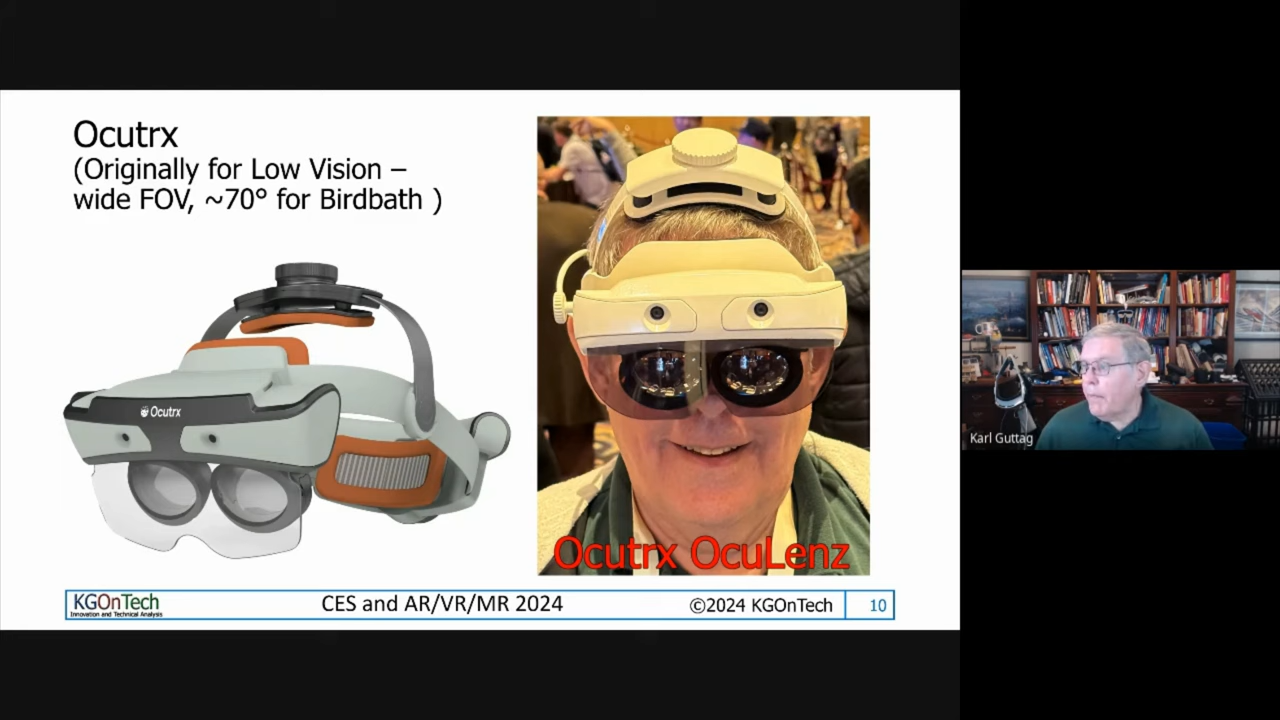 Ocutrx
(Originally for Low Vision –
wide FOV, ~70° for Birdbath )
Ocutrx
Ocutrx OcuLenz
KGOnTech
Innovation and Technical Analysis
CES and AR/VR/MR 2024
©2024 KGOnTech
10
Karl Guttag